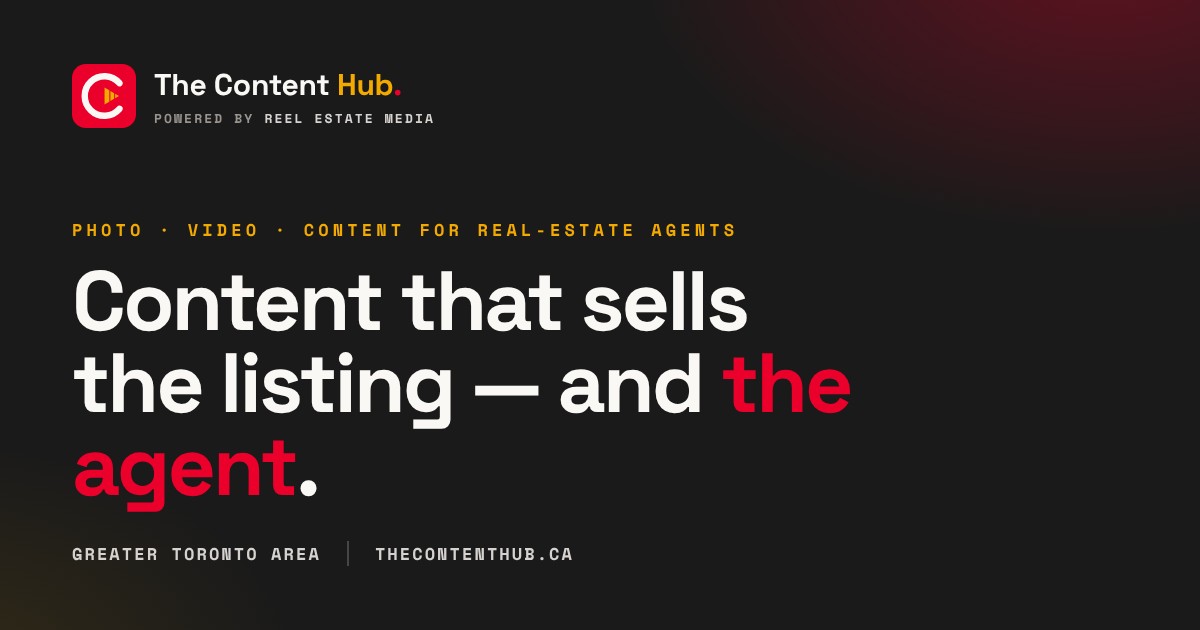 The Content Hub.
POWERED BY REEL ESTATE MEDIA
PHOTO · VIDEO · CONTENT FOR REAL-ESTATE AGENTS
Content that sells
the listing — and the
agent.
GREATER TORONTO AREA | THECONTENTHUB.CA